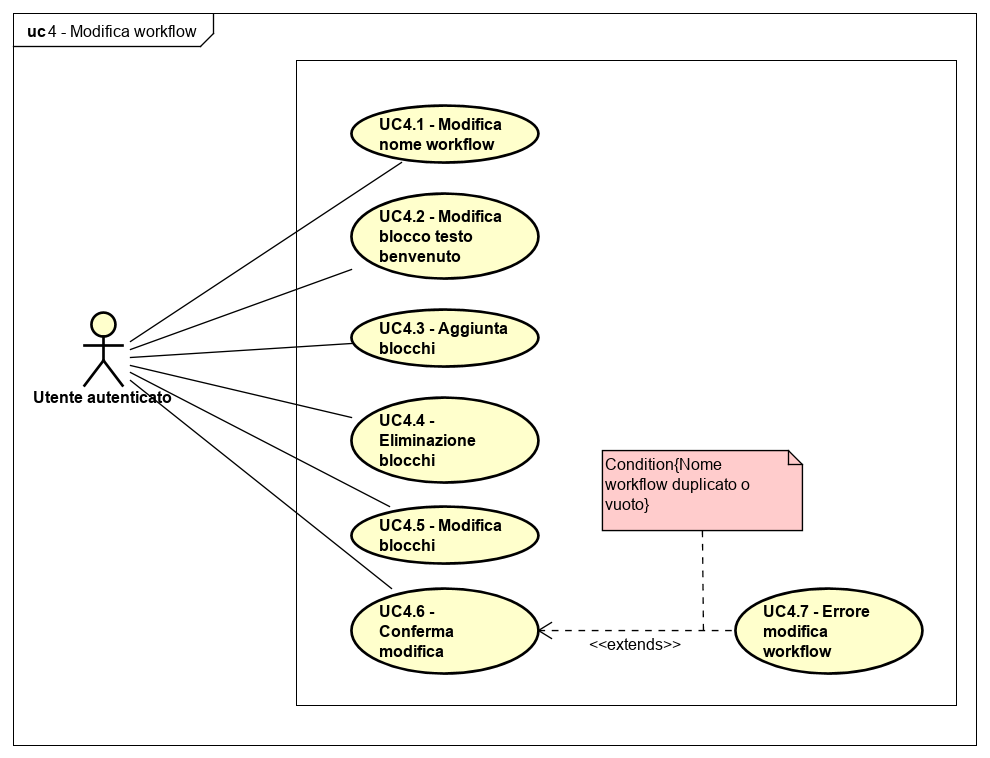 uc 4 - Modifica workflow
UC4.1 - Modifica
nome workflow
UC4.2 - Modifica
blocco testo
benvenuto
UC4.3 - Aggiunta
blocchi
Utente autenticato
UC4.4 -
Eliminazione
blocchi
Condition{Nome
workflow duplicato o
vuoto}
UC4.5 - Modifica
blocchi
UC4.6 -
Conferma
modifica
<<extends>>
UC4.7 - Errore
modifica
workflow